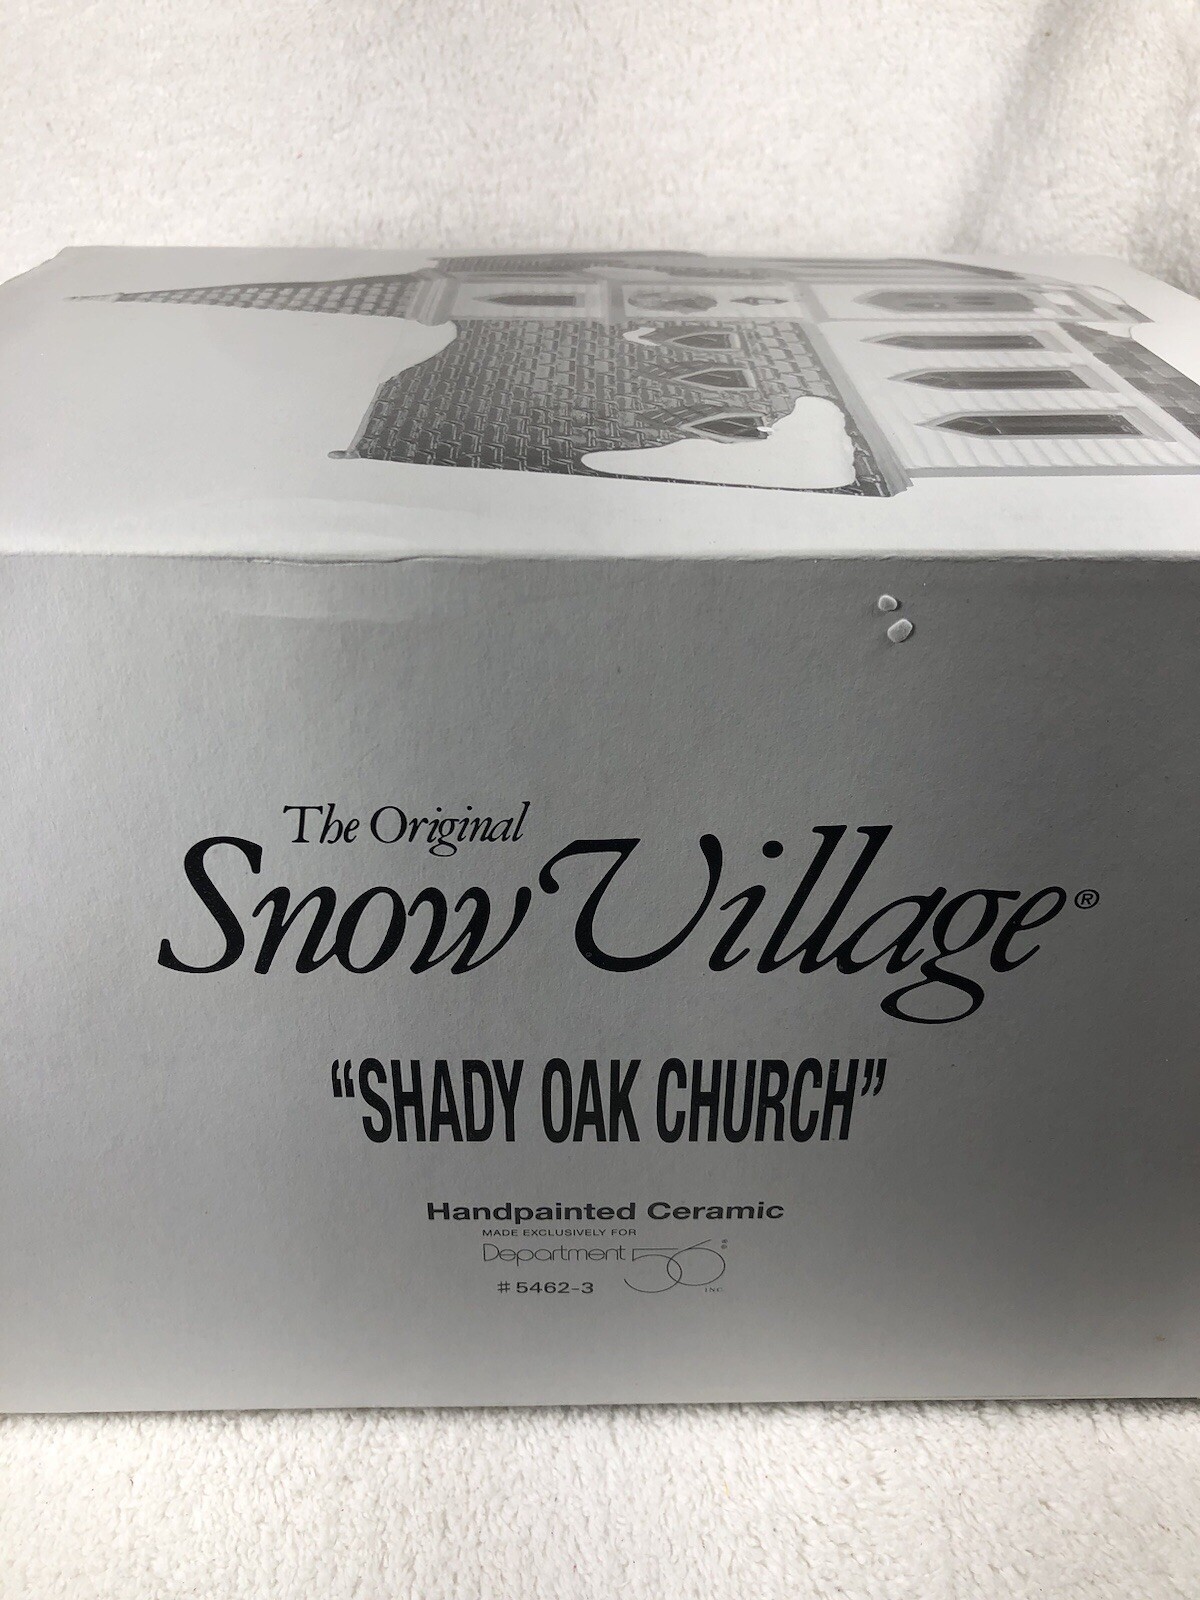 The Original
Snow Village®
“SHADY OAK CHURCH”
Handpainted Ceramic
MADE EXCLUSIVELY FOR
Department 56®
INC.
#5462-3